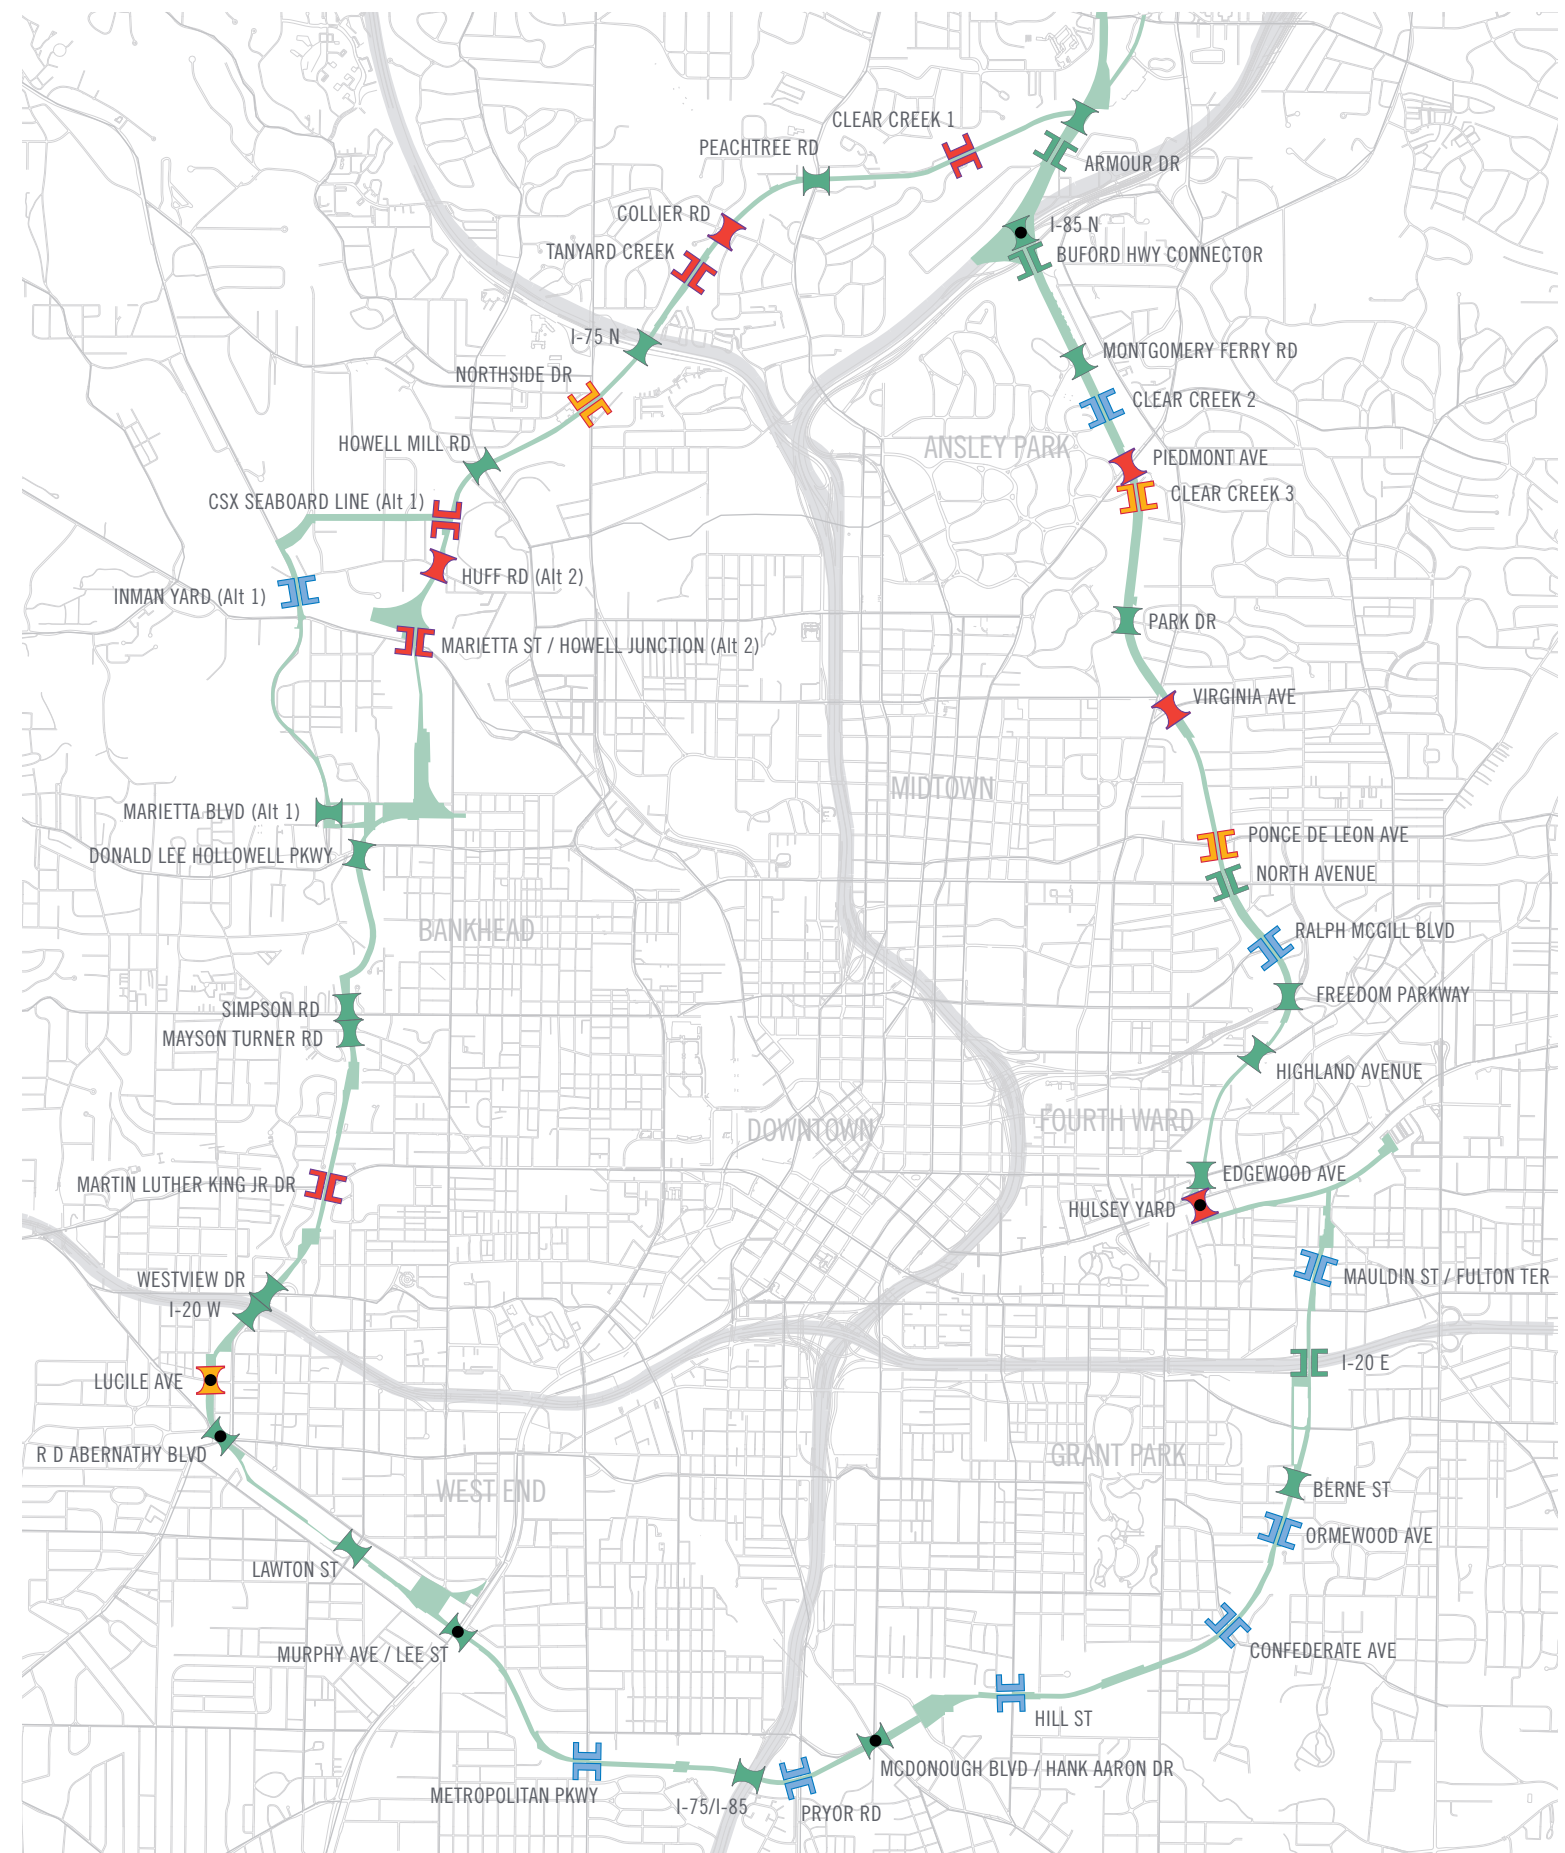 CLEAR CREEK 1
PEACHTREE RD
ARMOUR DR
COLLIER RD
I-85 N
TANYARD CREEK
BUFORD HWY CONNECTOR
I-75 N
MONTGOMERY FERRY RD
NORTHSIDE DR
CLEAR CREEK 2
HOWELL MILL RD
ANSLEY PARK
PIEDMONT AVE
CSX SEABOARD LINE (Alt 1)
CLEAR CREEK 3
HUFF RD (Alt 2)
INMAN YARD (Alt 1)
PARK DR
MARIETTA ST / HOWELL JUNCTION (Alt 2)
VIRGINIA AVE
MIDTOWN
MARIETTA BLVD (Alt 1)
PONCE DE LEON AVE
DONALD LEE HOLLOWELL PKWY
NORTH AVENUE
BANKHEAD
RALPH MCGILL BLVD
FREEDOM PARKWAY
SIMPSON RD
MAYSON TURNER RD
HIGHLAND AVENUE
FOURTH WARD
DOWNTOWN
EDGEWOOD AVE
MARTIN LUTHER KING JR DR
HULSEY YARD
MAULDIN ST / FULTON TER
WESTVIEW DR
I-20 W
I-20 E
LUCILE AVE
R D ABERNATHY BLVD
GRANT PARK
BERNE ST
WEST END
ORMEWOOD AVE
LAWTON ST
CONFEDERATE AVE
MURPHY AVE / LEE ST
HILL ST
MCDONOUGH BLVD / HANK AARON DR
METROPOLITAN PKWY
I-75/I-85
PRYOR RD